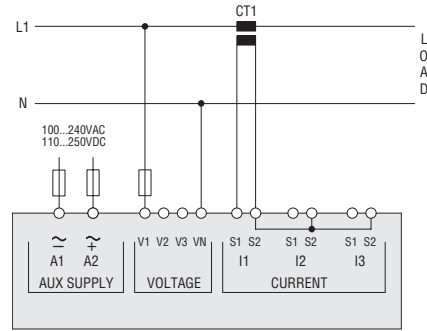 CT1
L1
LOAD
N
100...240VAC
110...250VDC
V1 V2 V3 VN
S1 S2 S1 S2 S1 S2
A1 A2
I1 I2 I3
AUX SUPPLY VOLTAGE CURRENT